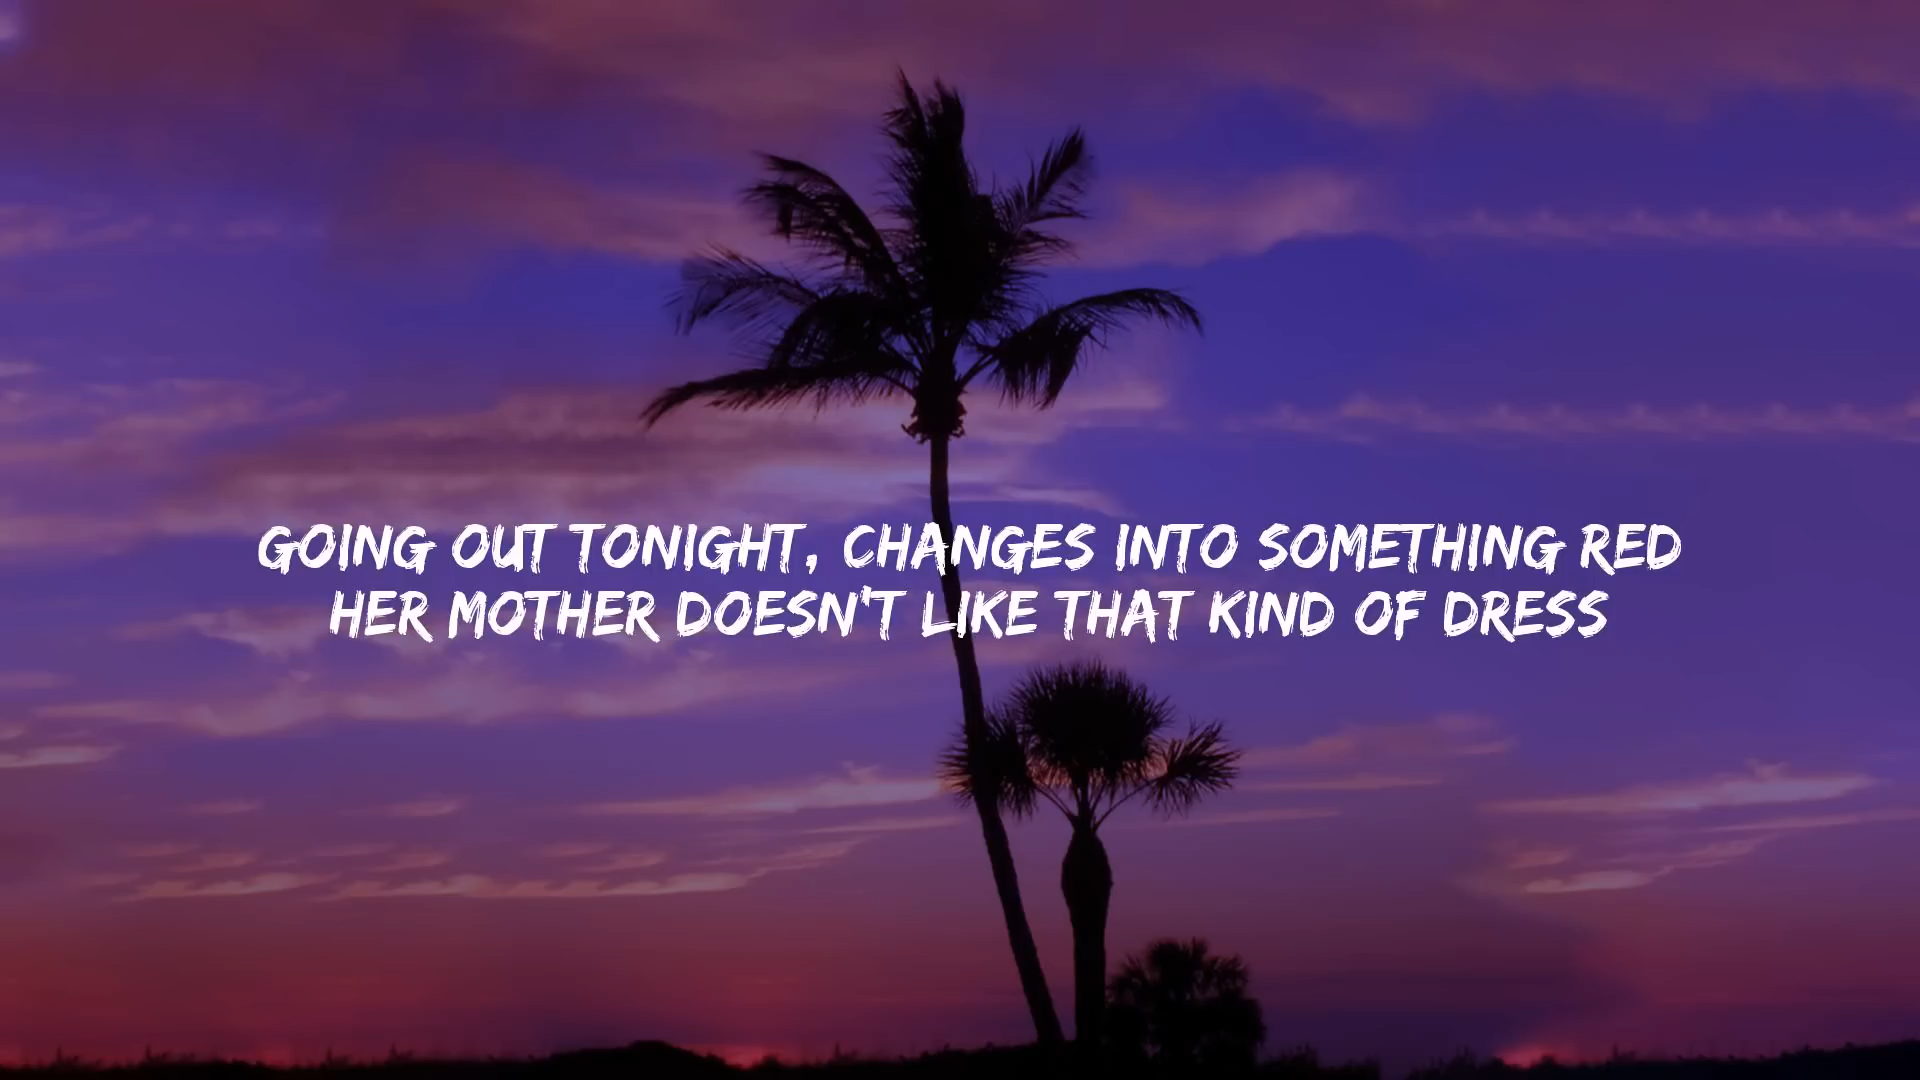 GOING OUT TONIGHT, CHANGES INTO SOMETHING RED
HER MOTHER DOESN'T LIKE THAT KIND OF DRESS